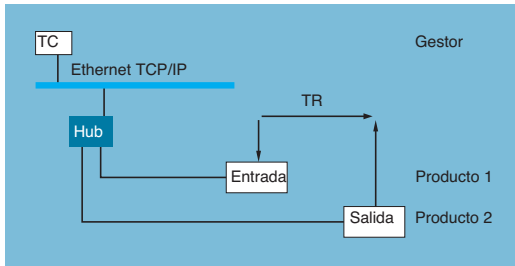 TC
Gestor
Ethernet TCP/IP
TR
Hub
Entrada
Producto 1
Salida
Producto 2